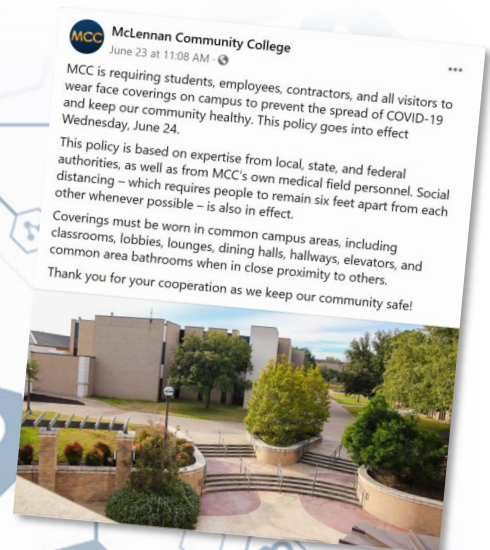 MCC
McLennan Community College
June 23 at 11:08 AM ·
MCC is requiring students, employees, contractors, and all visitors to
wear face coverings on campus to prevent the spread of COVID-19
and keep our community healthy. This policy goes into effect
Wednesday, June 24.
This policy is based on expertise from local, state, and federal
authorities, as well as from MCC's own medical field personnel. Social
distancing – which requires people to remain six feet apart from each
other whenever possible – is also in effect.
Coverings must be worn in common campus areas, including
classrooms, lobbies, lounges, dining halls, hallways, elevators, and
common area bathrooms when in close proximity to others.
Thank you for your cooperation as we keep our community safe!